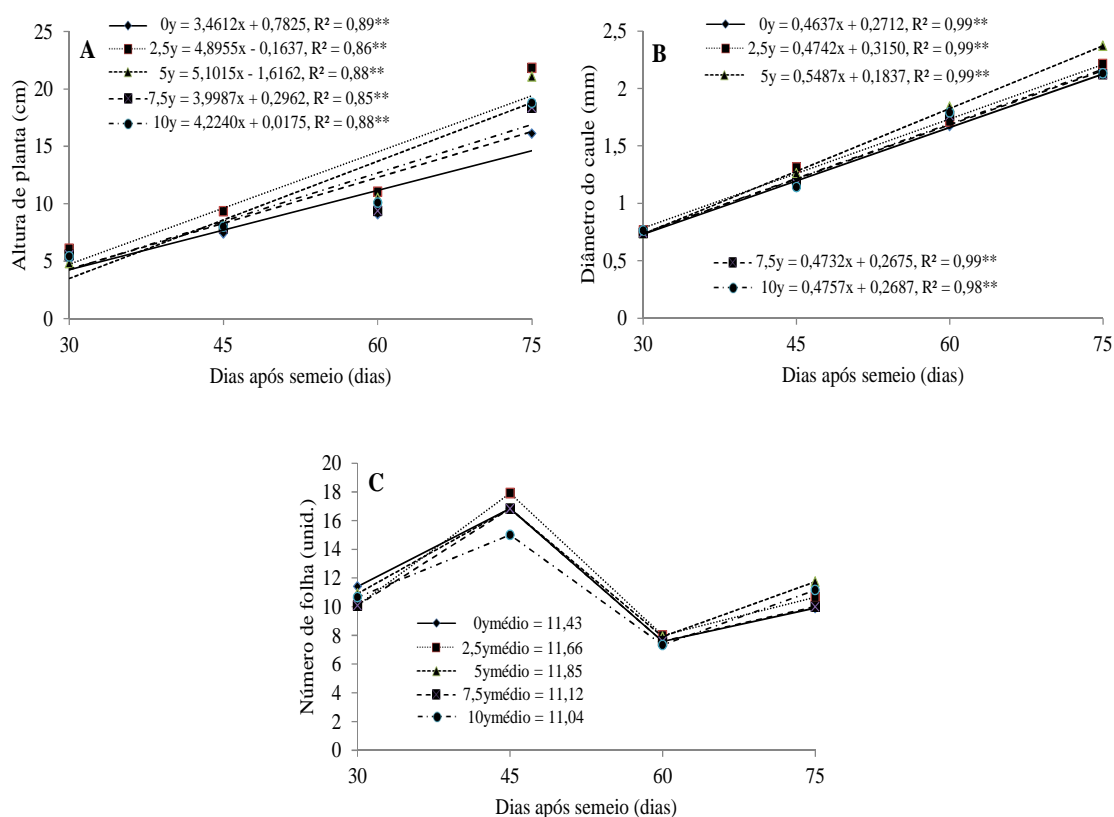 A
0y = 3,4612x + 0,7825, R² = 0,89**
2,5y = 4,8955x - 0,1637, R² = 0,86**
5y = 5,1015x - 1,6162, R² = 0,88**
7,5y = 3,9987x + 0,2962, R² = 0,85**
10y = 4,2240x + 0,0175, R² = 0,88**
Altura de planta (cm)
25
20
15
10
5
0
30 45 60 75
Dias após semeio (dias)
B
0y = 0,4637x + 0,2712, R² = 0,99**
2,5y = 0,4742x + 0,3150, R² = 0,99**
5y = 0,5487x + 0,1837, R² = 0,99**
7,5y = 0,4732x + 0,2675, R² = 0,99**
10y = 0,4757x + 0,2687, R² = 0,98**
Diâmetro do caule (mm)
2,5
2
1,5
1
0,5
0
30 45 60 75
Dias após semeio (dias)
C
Número de folha (unid.)
20
18
16
14
12
10
8
6
4
2
0
0ymédio = 11,43
2,5ymédio = 11,66
5ymédio = 11,85
7,5ymédio = 11,12
10ymédio = 11,04
30 45 60 75
Dias após semeio (dias)